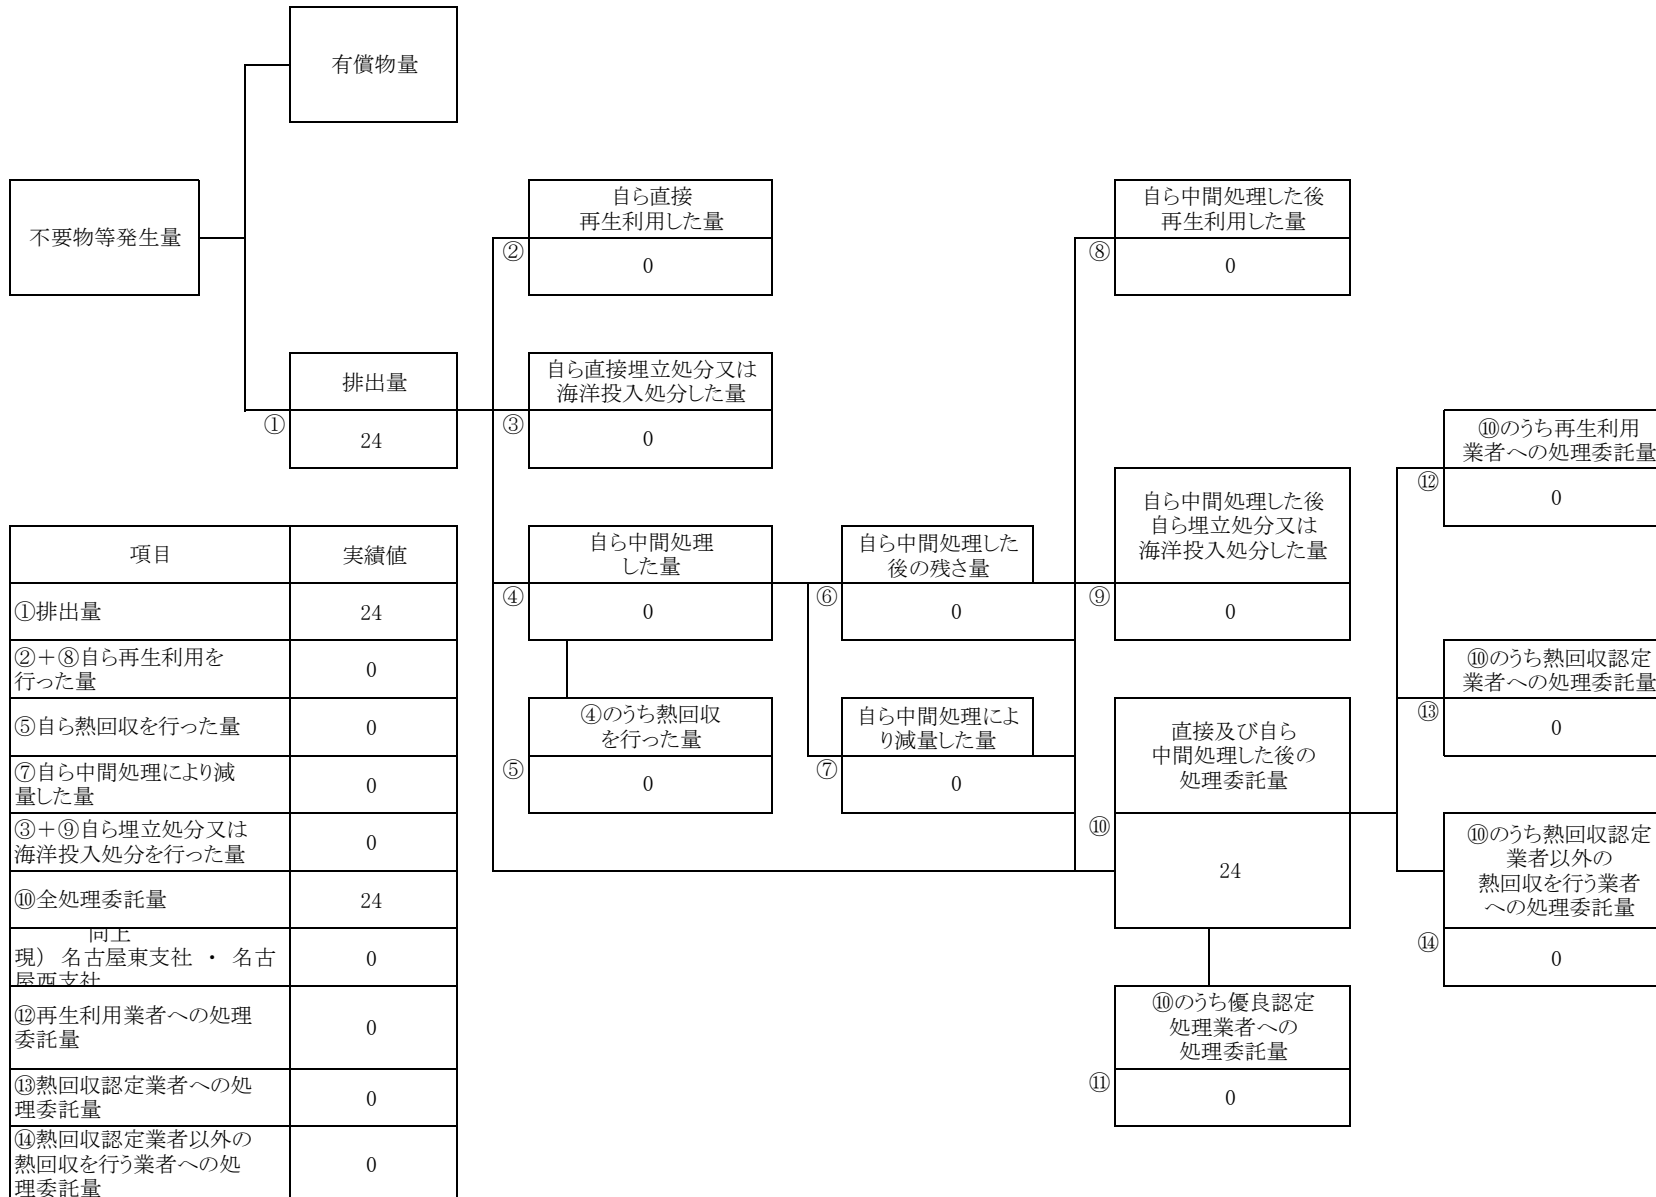 有償物量
不要物等発生量
自ら直接
再生利用した量
②
0
自ら中間処理した後
再生利用した量
⑧
0
排出量
①
24
自ら直接埋立処分又は
海洋投入処分した量
③
0
⑩のうち再生利用
業者への処理委託量
⑫
0
自ら中間処理
した量
④
0
自ら中間処理した
後の残さ量
⑥
0
自ら中間処理した後
自ら埋立処分又は
海洋投入処分した量
⑨
0
⑩のうち熱回収認定
業者への処理委託量
⑬
0
④のうち熱回収
を行った量
⑤
0
自ら中間処理によ
り減量した量
⑦
0
直接及び自ら
中間処理した後の
処理委託量
⑩
24
⑩のうち熱回収認定
業者以外の
熱回収を行う業者
への処理委託量
⑭
0
⑩のうち優良認定
処理業者への
処理委託量
⑪
0
項目 実績値
①排出量 24
②+⑧自ら再生利用を
行った量 0
⑤自ら熱回収を行った量 0
⑦自ら中間処理により減
量した量 0
③+⑨自ら埋立処分又は
海洋投入処分を行った量 0
⑩全処理委託量 24
同上
現) 名古屋東支社 ・ 名古
屋西支社 0
⑫再生利用業者への処理
委託量 0
⑬熱回収認定業者への処
理委託量 0
⑭熱回収認定業者以外の
熱回収を行う業者への処
理委託量 0